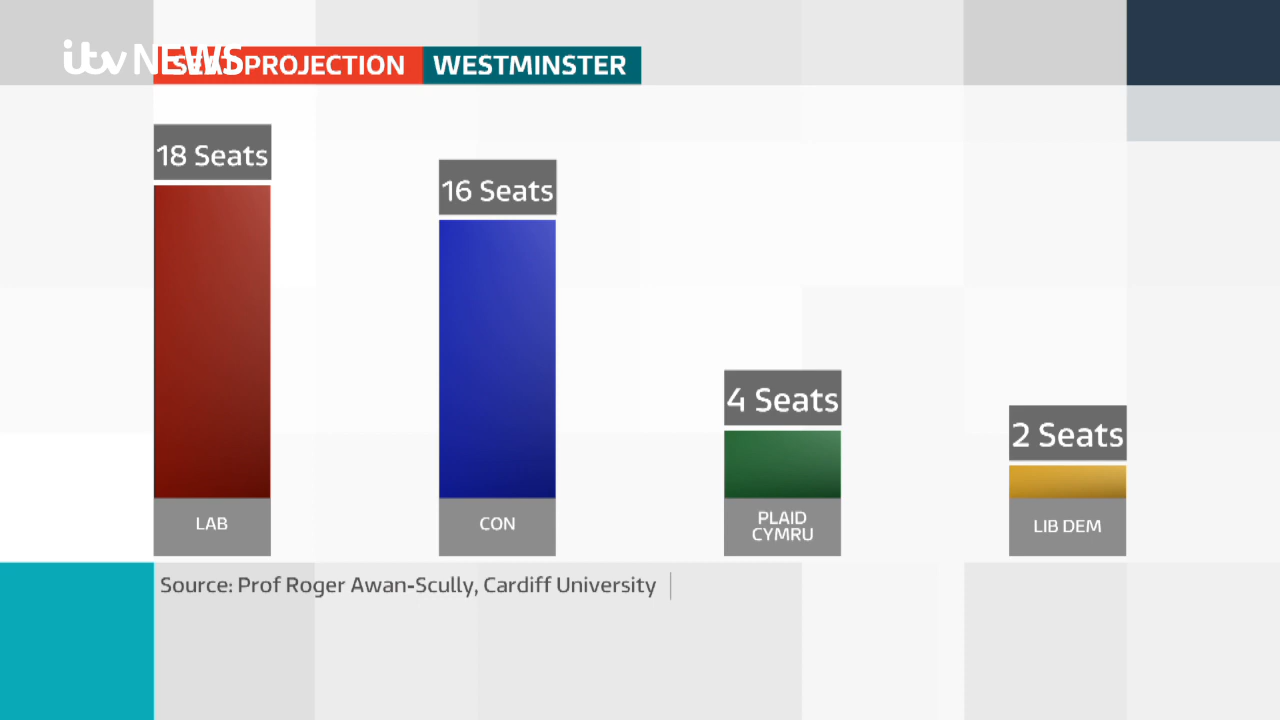 itv NEWS
SEAT PROJECTION WESTMINSTER
18 Seats
16 Seats
4 Seats
2 Seats
LAB
CON
PLAID
CYMRU
LIB DEM
Source: Prof Roger Awan-Scully, Cardiff University